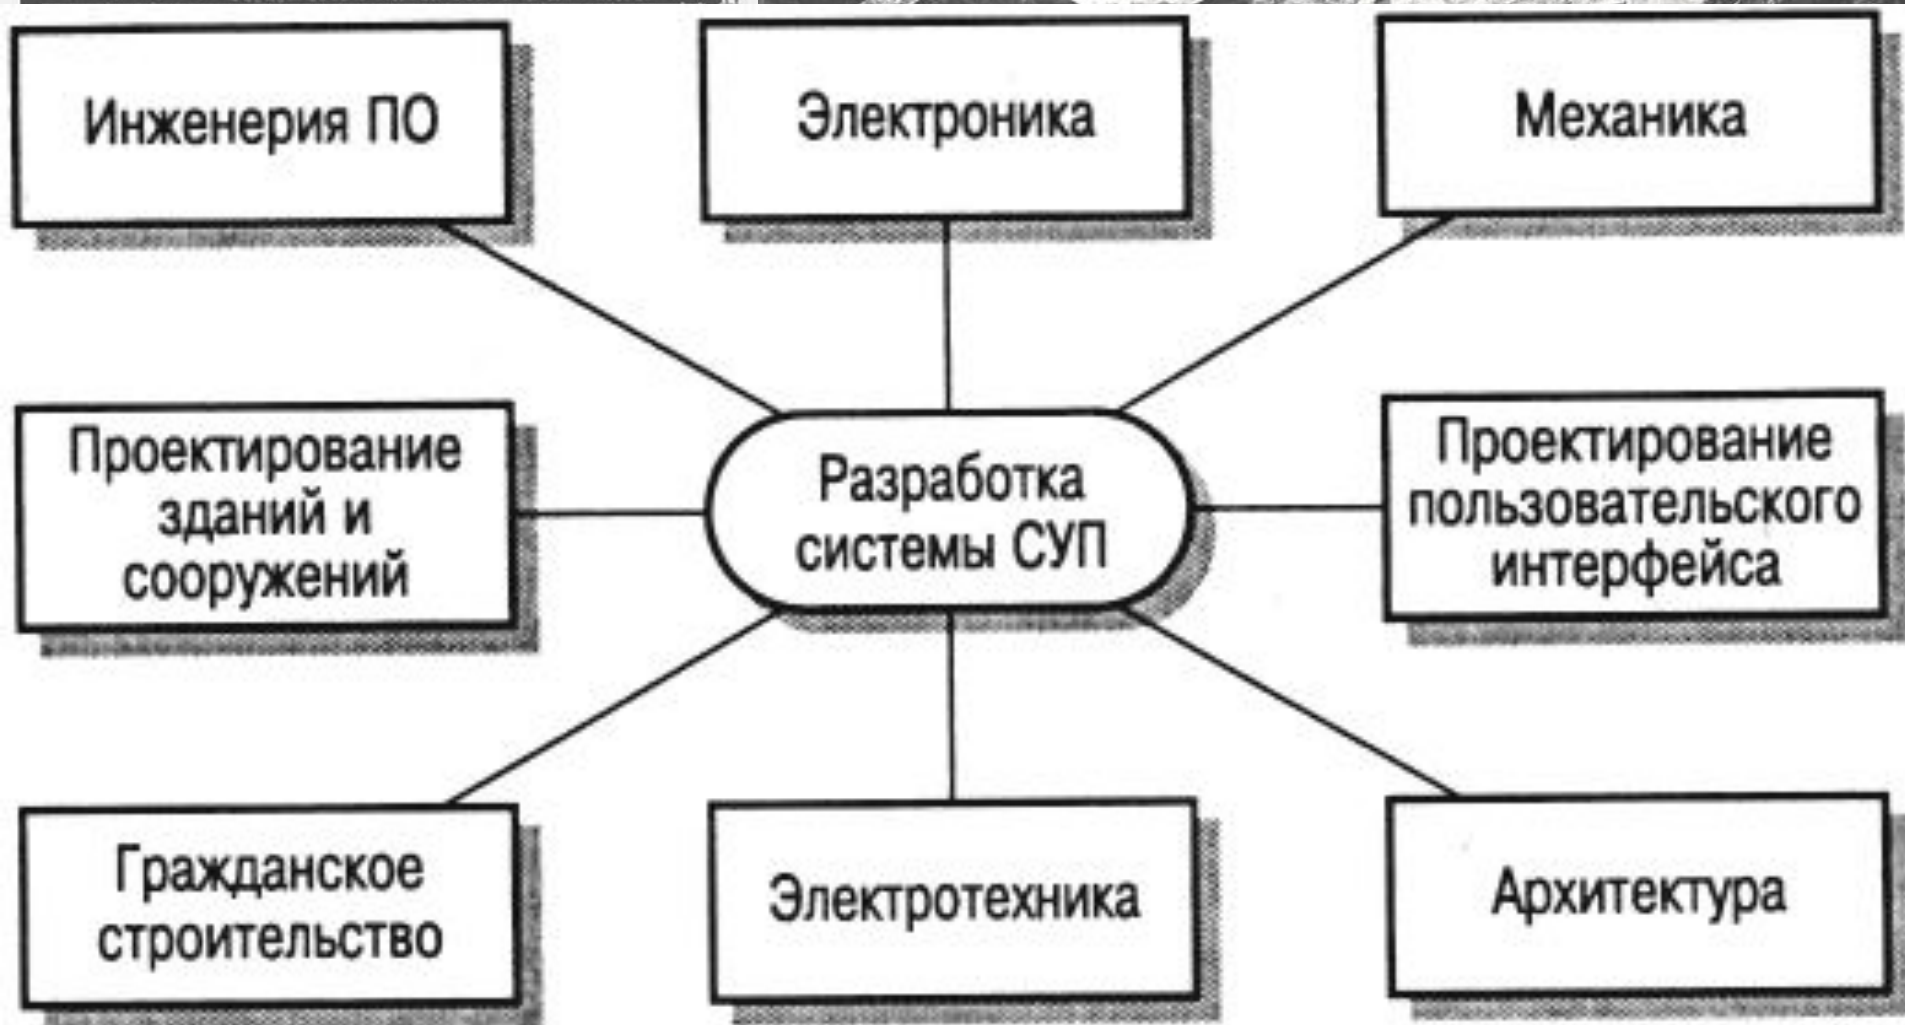 Инженерия ПО
Электроника
Механика
Проектирование
зданий и
сооружений
Разработка
системы СУП
Проектирование
пользовательского
интерфейса
Гражданское
строительство
Электротехника
Архитектура